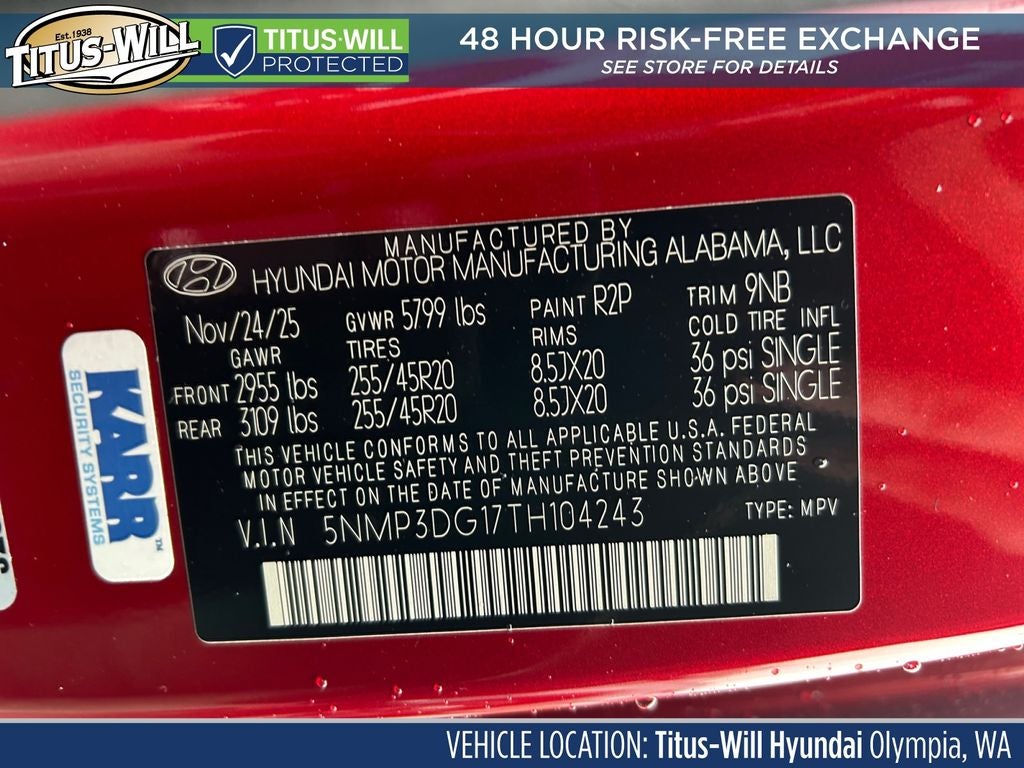 Est.1938
TITUS-WILL
TITUS-WILL
PROTECTED
48 HOUR RISK-FREE EXCHANGE
SEE STORE FOR DETAILS
MANUFACTURED BY
HYUNDAI MOTOR MANUFACTURING ALABAMA, LLC
Nov/24/25 GVWR 5799 lbs PAINT R2P TRIM 9NB
GAWR TIRES RIMS COLD TIRE INFL
FRONT 2955 lbs 255/45R20 8.5JX20 36 psi SINGLE
REAR 3109 lbs 255/45R20 8.5JX20 36 psi SINGLE
THIS VEHICLE CONFORMS TO ALL APPLICABLE U.S.A. FEDERAL
MOTOR VEHICLE SAFETY AND THEFT PREVENTION STANDARDS
IN EFFECT ON THE DATE OF MANUFACTURE SHOWN ABOVE
V.I.N 5NMP3DG17TH104243 TYPE: MPV
KARR™
SECURITY SYSTEMS
VEHICLE LOCATION: Titus-Will Hyundai Olympia, WA